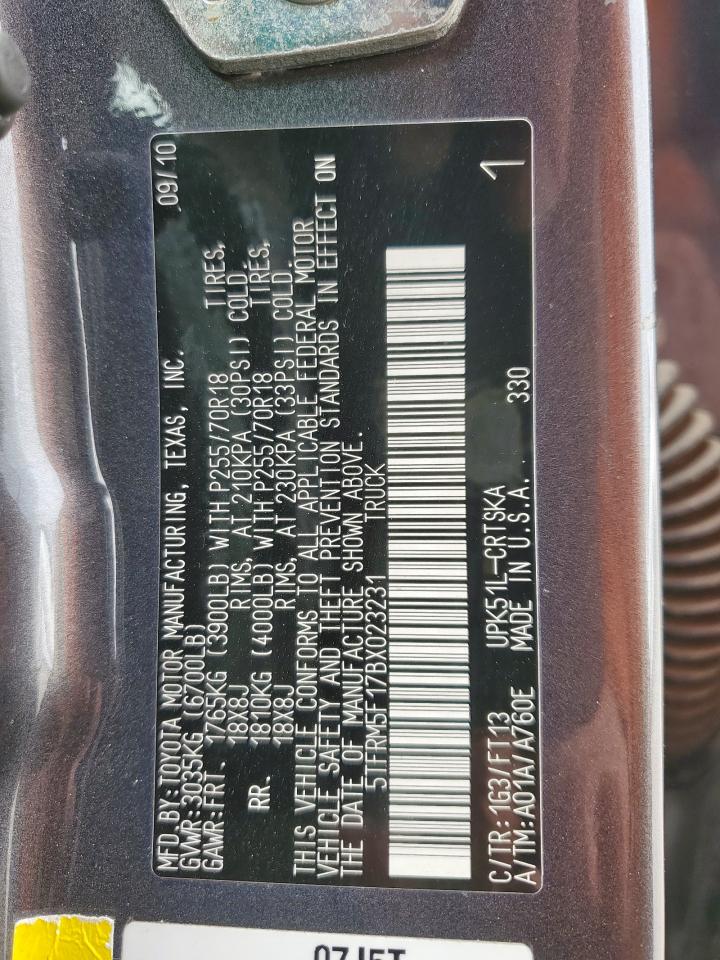 MFD.BY:TOYOTA MOTOR MANUFACTURING, TEXAS, INC. 09/10
GVWR:3035KG (6700LB)
GAWR:FRT. 1765KG (3900LB) WITH P255/70R18 TIRES,
18X8J RIMS, AT 210KPA (30PSI) COLD.
RR. 1810KG (4000LB) WITH P255/70R18 TIRES,
18X8J RIMS, AT 230KPA (33PSI) COLD.
THIS VEHICLE CONFORMS TO ALL APPLICABLE FEDERAL MOTOR
VEHICLE SAFETY AND THEFT PREVENTION STANDARDS IN EFFECT ON
THE DATE OF MANUFACTURE SHOWN ABOVE.
5TFRM5F17BX023231 TRUCK
C/TR:1G3/FT13 UPK51L-CRTSKA 1
A/TM:A01A/A760E MADE IN U.S.A. 330